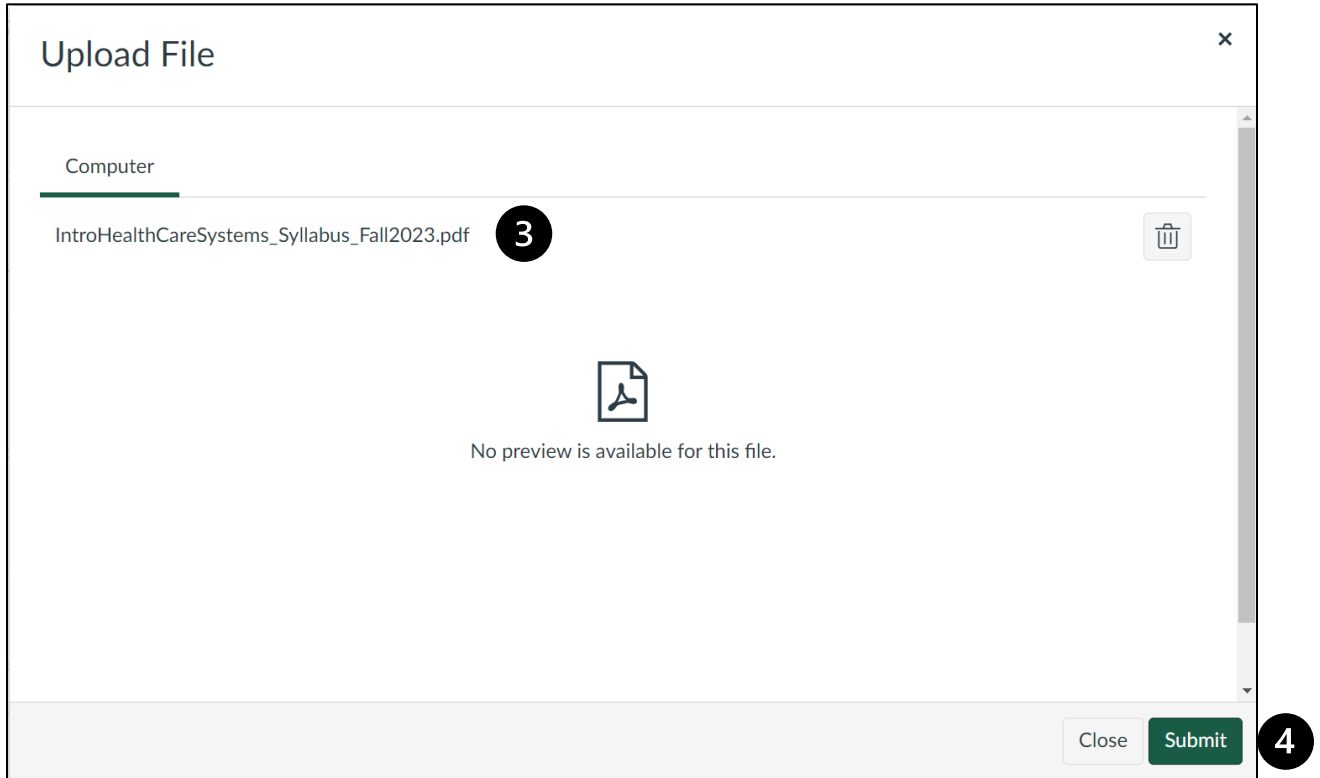 Upload File
×
Computer
IntroHealthCareSystems_Syllabus_Fall2023.pdf 3
No preview is available for this file.
Close Submit 4